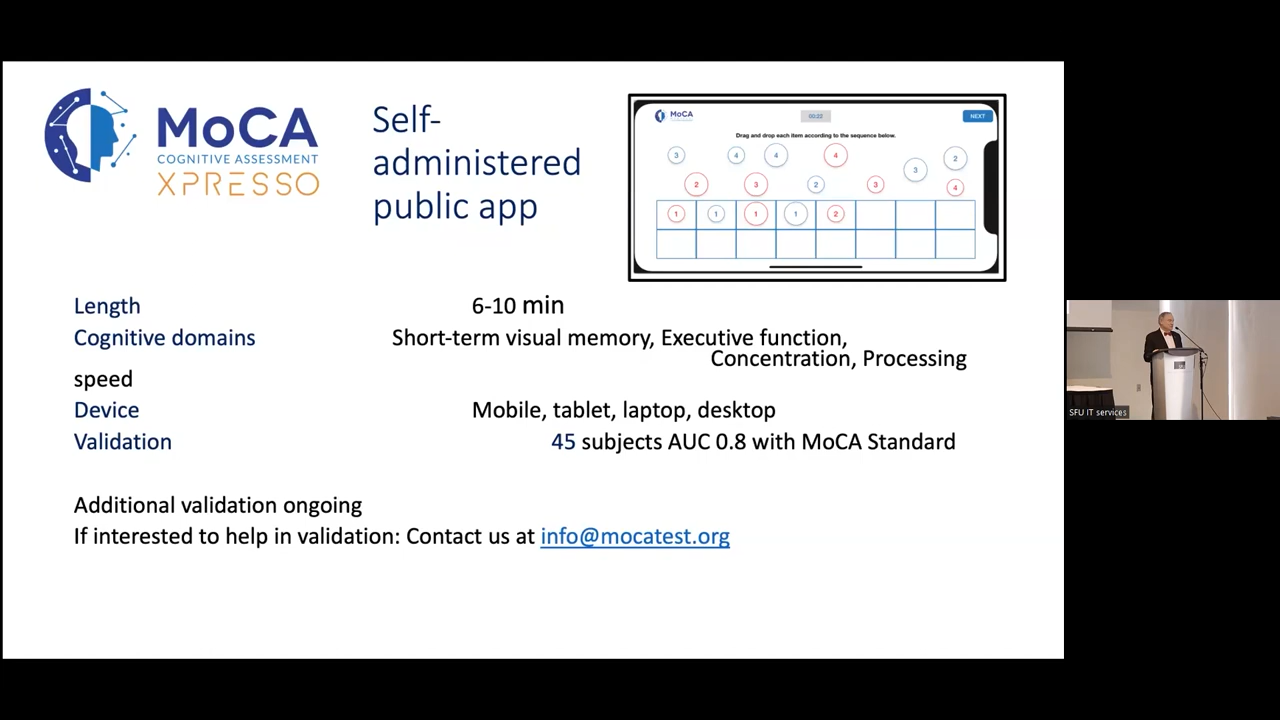 MoCA
COGNITIVE ASSESSMENT
XPRESSO
Self-
administered
public app
MoCA
00:22
NEXT
Drag and drop each item according to the sequence below.
3 4 4 4 3 2
2 3 2 3 4
1 1 1 1 2
Length 6-10 min
Cognitive domains Short-term visual memory, Executive function,
Concentration, Processing
speed
Device Mobile, tablet, laptop, desktop
Validation 45 subjects AUC 0.8 with MoCA Standard
Additional validation ongoing
If interested to help in validation: Contact us at info@mocatest.org
SFU IT services